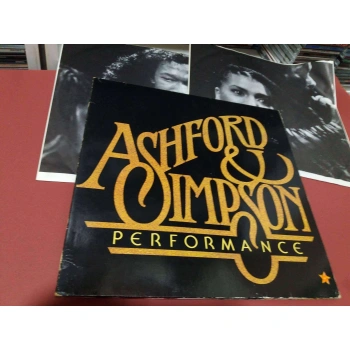 ASHFORD
&
SIMPSON
PERFORMANCE